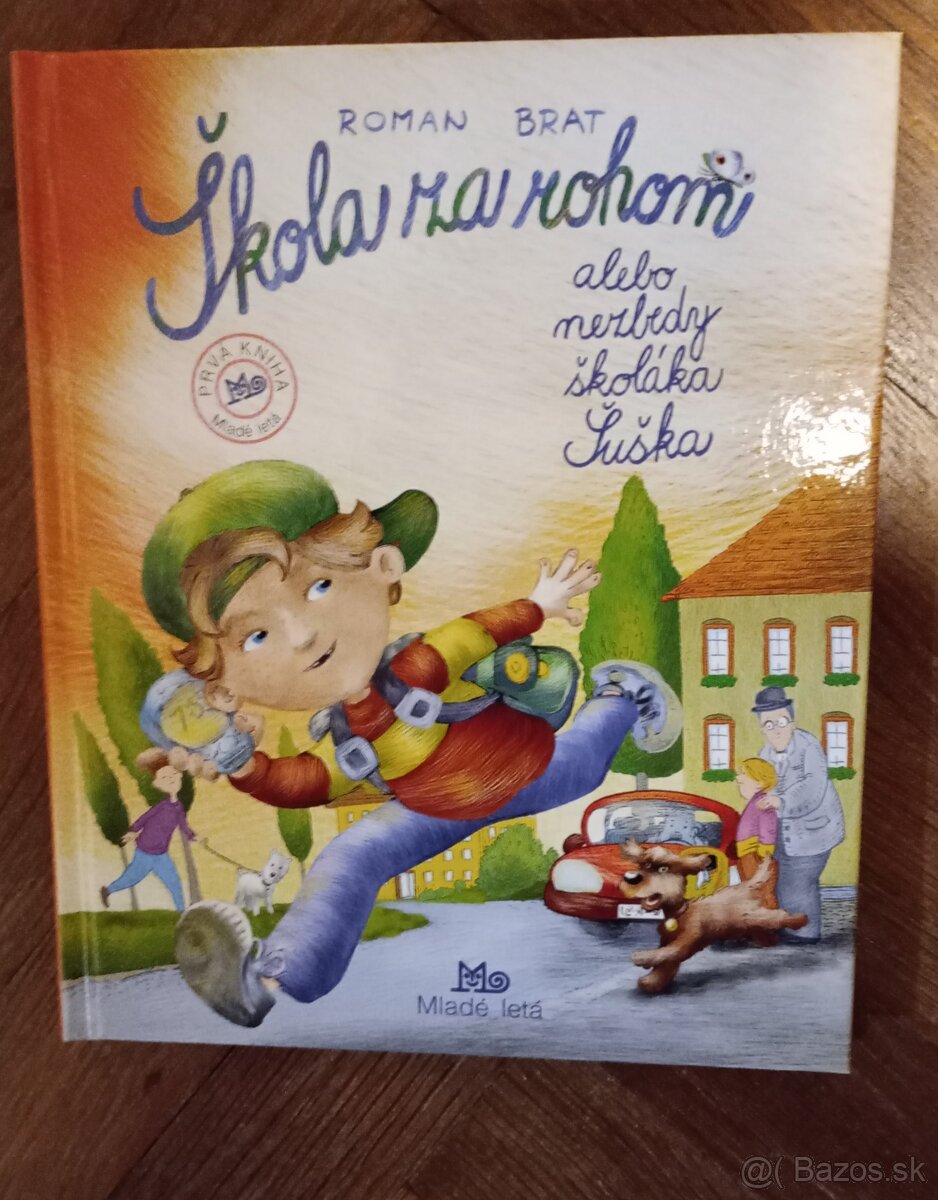 ROMAN BRAT
Škola za rohom
alebo
nezbedy
školáka
Šuška
PRVÁ KNIHA
Mladé letá
Mladé letá
@( Bazos.sk